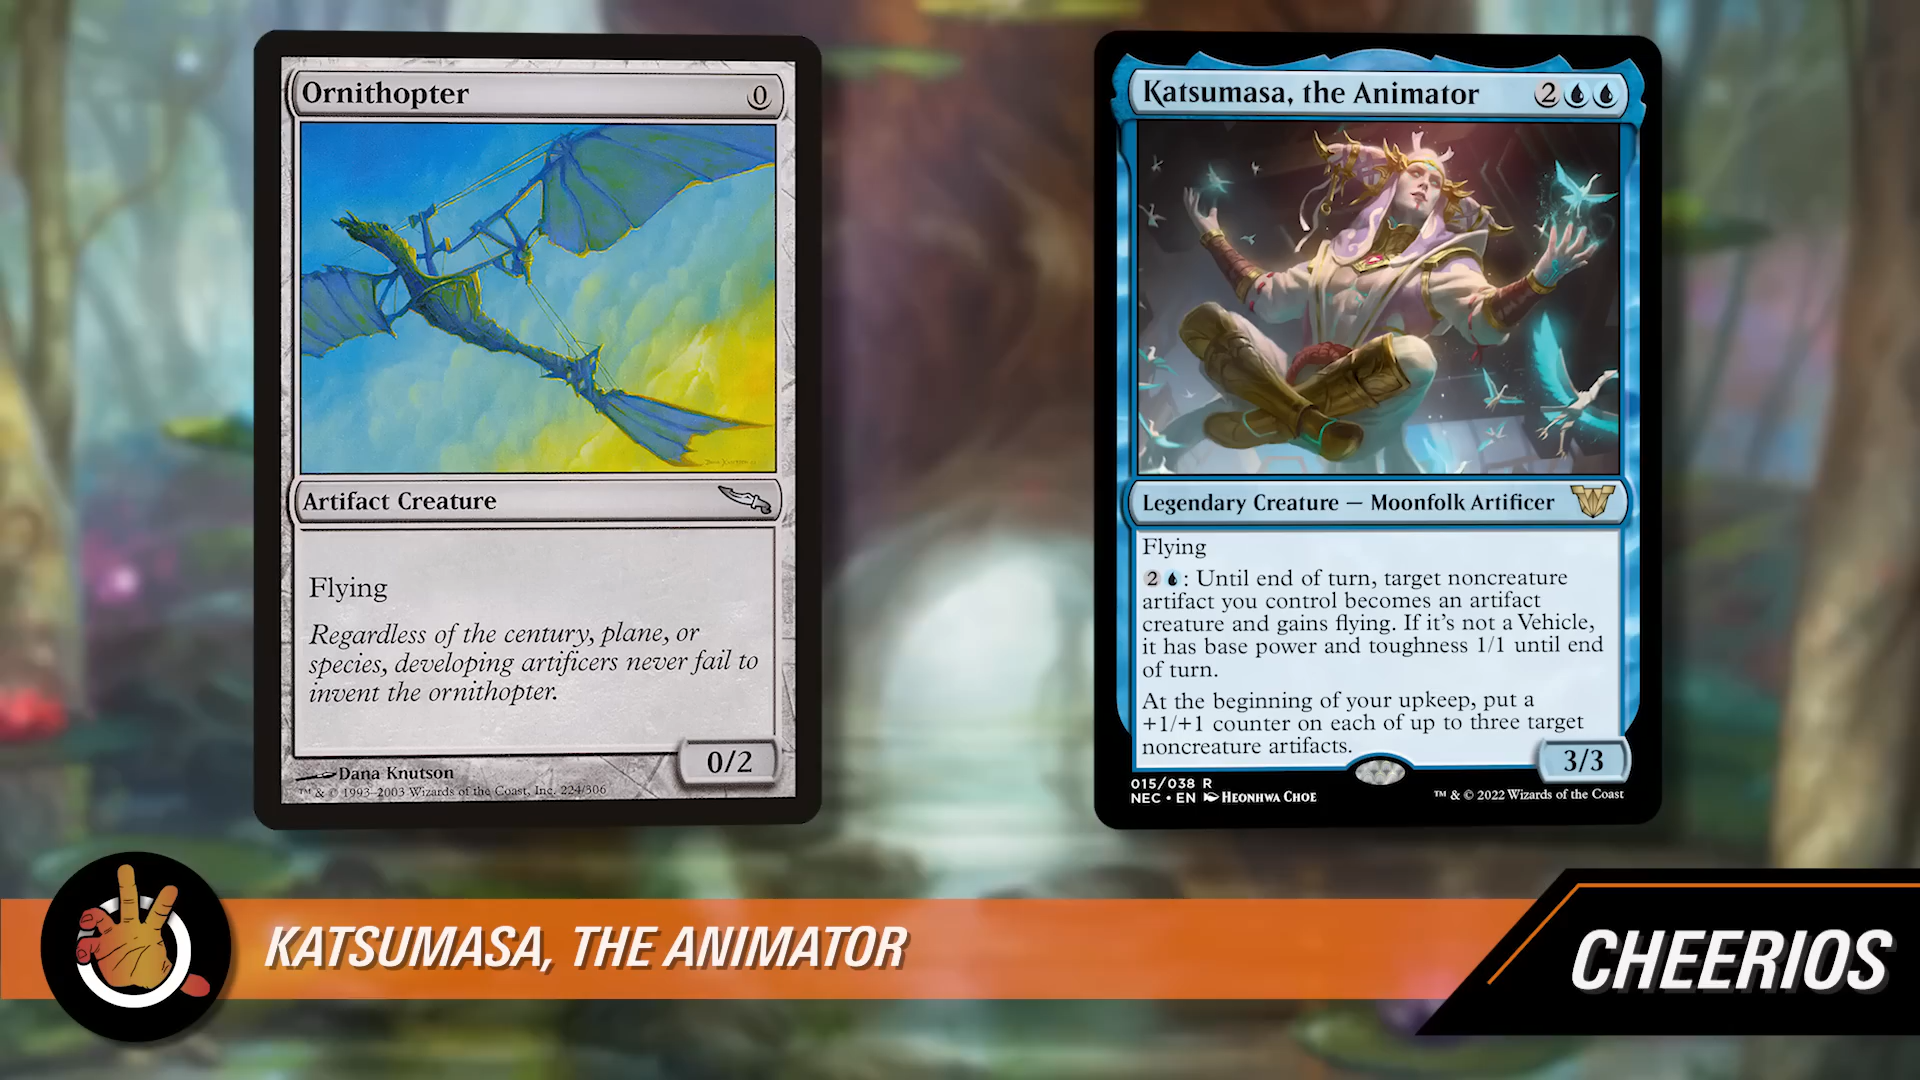 Ornithopter 0
Artifact Creature
Flying
Regardless of the century, plane, or
species, developing artificers never fail to
invent the ornithopter.
0/2
Dana Knutson
™ & © 1993–2003 Wizards of the Coast, Inc. 224/306
Katsumasa, the Animator 2
Legendary Creature — Moonfolk Artificer
Flying
2 : Until end of turn, target noncreature
artifact you control becomes an artifact
creature and gains flying. If it's not a Vehicle,
it has base power and toughness 1/1 until end
of turn.
At the beginning of your upkeep, put a
+1/+1 counter on each of up to three target
noncreature artifacts.
3/3
015/038 R
NEC • EN Heonhwa Choe
™ & © 2022 Wizards of the Coast
KATSUMASA, THE ANIMATOR
CHEERIOS